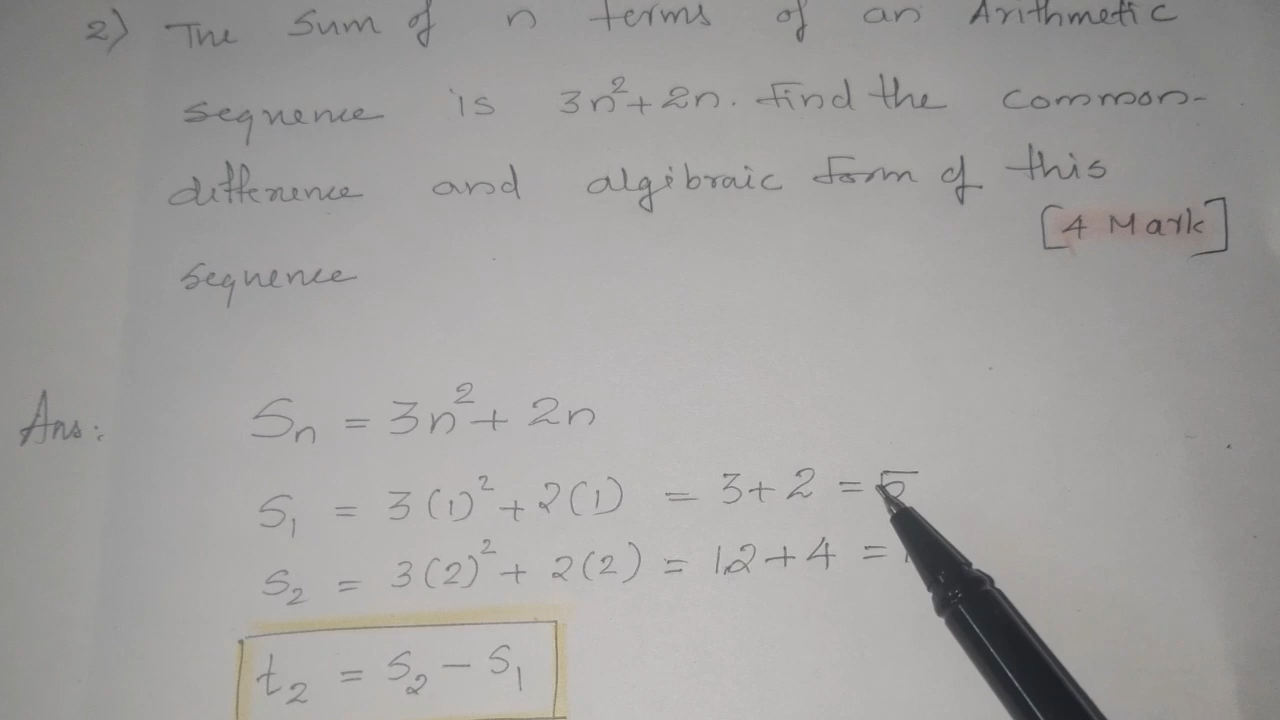 2) The Sum of n terms of an Arithmetic
sequence is 3n²+2n. Find the common-
difference and algebraic form of this
[4 Mark]
Sequence
Ans:
Sₙ = 3n²+ 2n
S₁ = 3(1)²+2(1) = 3+2 = 5
S₂ = 3(2)²+ 2(2) = 12+4 =
t₂ = S₂ - S₁